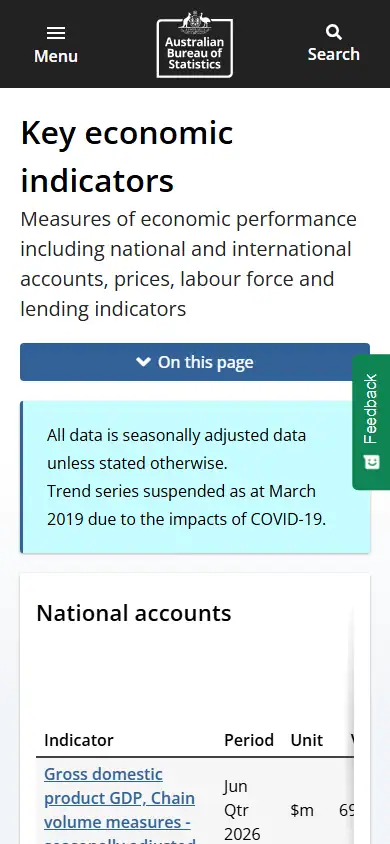 Menu
Australian
Bureau of
Statistics
Search
Key economic
indicators
Measures of economic performance
including national and international
accounts, prices, labour force and
lending indicators
On this page
Feedback
All data is seasonally adjusted data
unless stated otherwise.
Trend series suspended as at March
2019 due to the impacts of COVID-19.
National accounts
Indicator Period Unit
Gross domestic
product GDP, Chain
volume measures -
seasonally adjusted
Jun
Qtr
2026
$m
69